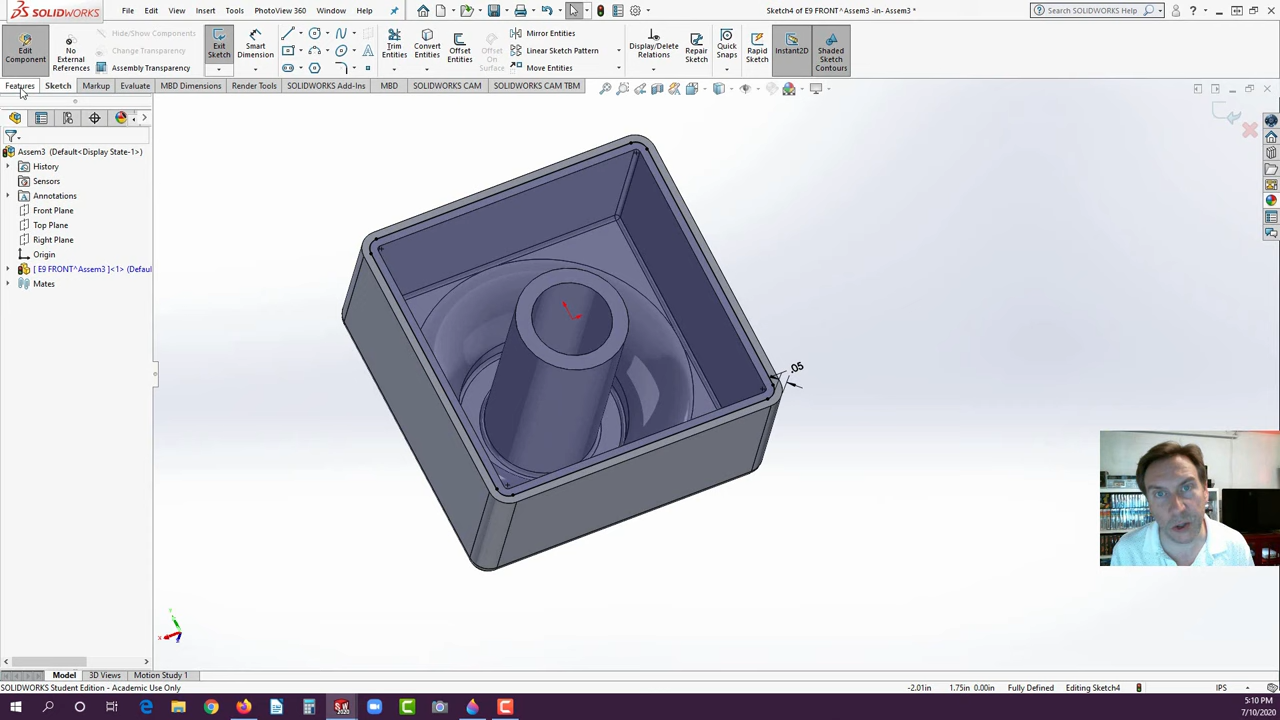 SOLIDWORKS
File Edit View Insert Tools PhotoView 360 Window Help
Sketch4 of E9 FRONT^Assem3 -in- Assem3 *
Search SOLIDWORKS Help
Edit Component
No External References
Hide/Show Components
Change Transparency
Assembly Transparency
Exit Sketch
Smart Dimension
Trim Entities
Convert Entities
Offset Entities
Offset On Surface
Mirror Entities
Linear Sketch Pattern
Move Entities
Display/Delete Relations
Repair Sketch
Quick Snaps
Rapid Sketch
Instant2D
Shaded Sketch Contours
Features Sketch Markup Evaluate MBD Dimensions Render Tools SOLIDWORKS Add-Ins MBD SOLIDWORKS CAM SOLIDWORKS CAM TBM
Assem3 (Default<Display State-1>)
History
Sensors
Annotations
Front Plane
Top Plane
Right Plane
Origin
[ E9 FRONT^Assem3 ]<1> (Defaul
Mates
.05
Model 3D Views Motion Study 1
SOLIDWORKS Student Edition - Academic Use Only
-2.01in 1.75in 0.00in Fully Defined Editing Sketch4 IPS
5:10 PM
7/10/2020